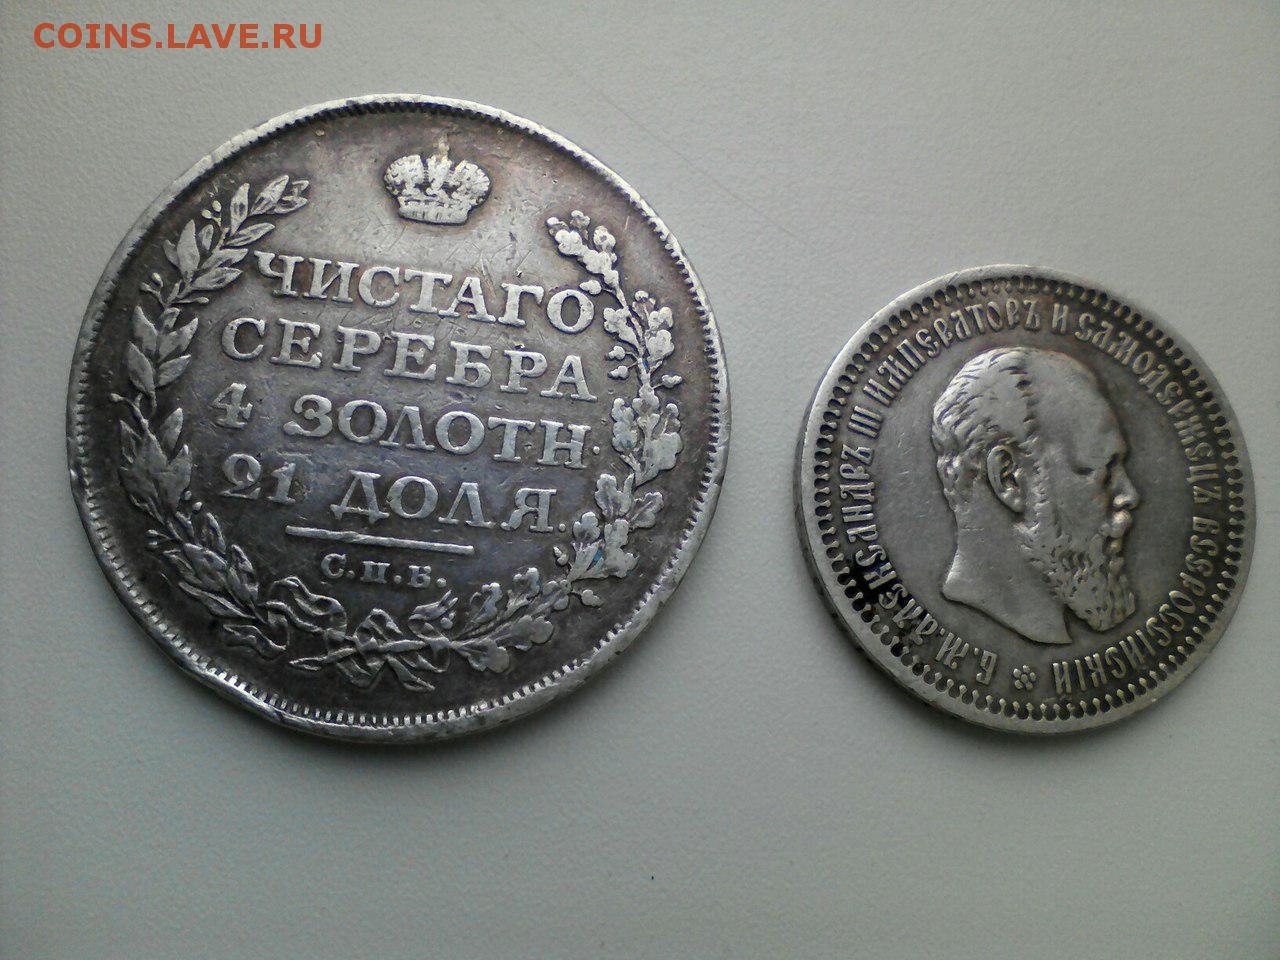 COINS.LAVE.RU
ЧИСТАГО
СЕРЕБРА
4 ЗОЛОТН.
21 ДОЛЯ.
С.П.Б.
Б.М.АЛЕКСАНДРЪ III ИМПЕРАТОРЪ И САМОДЕРЖЕЦЪ ВСЕРОССІЙСКІЙ